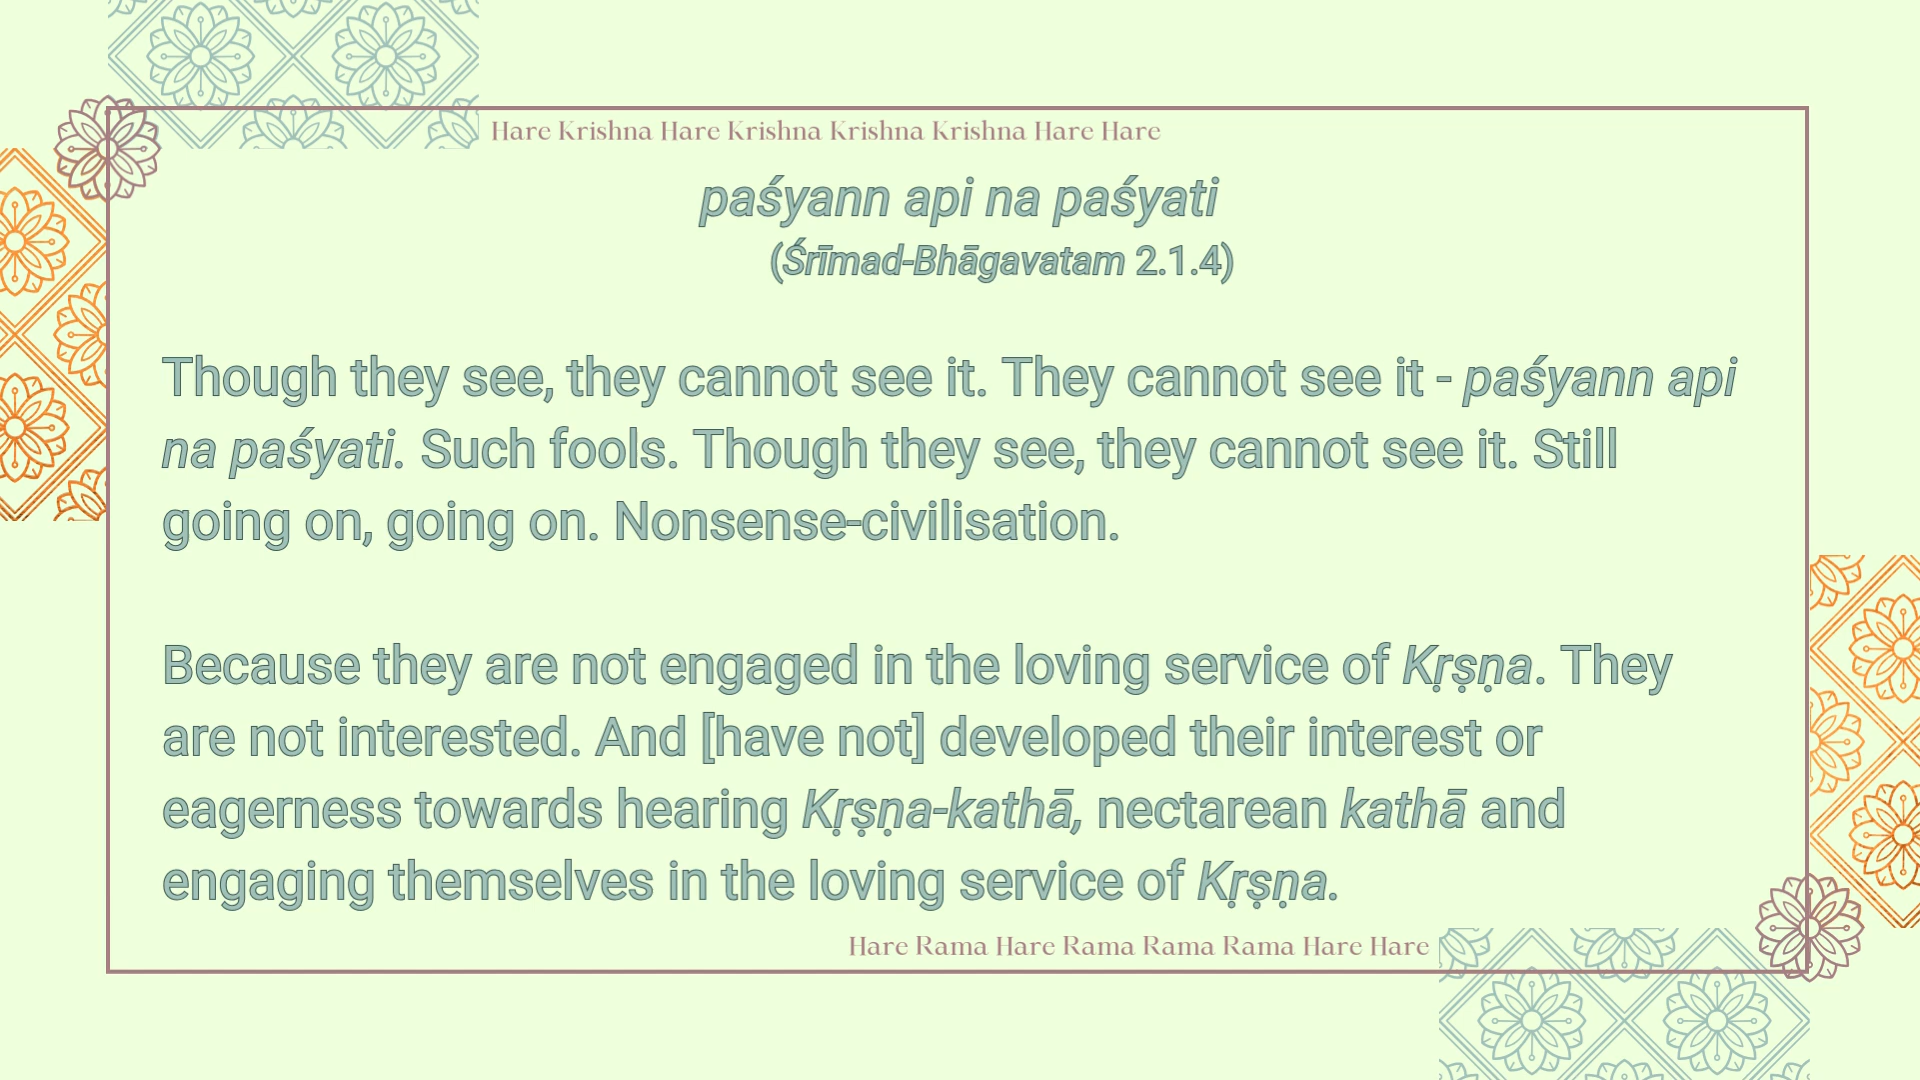 Hare Krishna Hare Krishna Krishna Krishna Hare Hare
paśyann api na paśyati
(Śrīmad-Bhāgavatam 2.1.4)
Though they see, they cannot see it. They cannot see it - paśyann api
na paśyati. Such fools. Though they see, they cannot see it. Still
going on, going on. Nonsense-civilisation.
Because they are not engaged in the loving service of Kṛṣṇa. They
are not interested. And [have not] developed their interest or
eagerness towards hearing Kṛṣṇa-kathā, nectarean kathā and
engaging themselves in the loving service of Kṛṣṇa.
Hare Rama Hare Rama Rama Rama Hare Hare